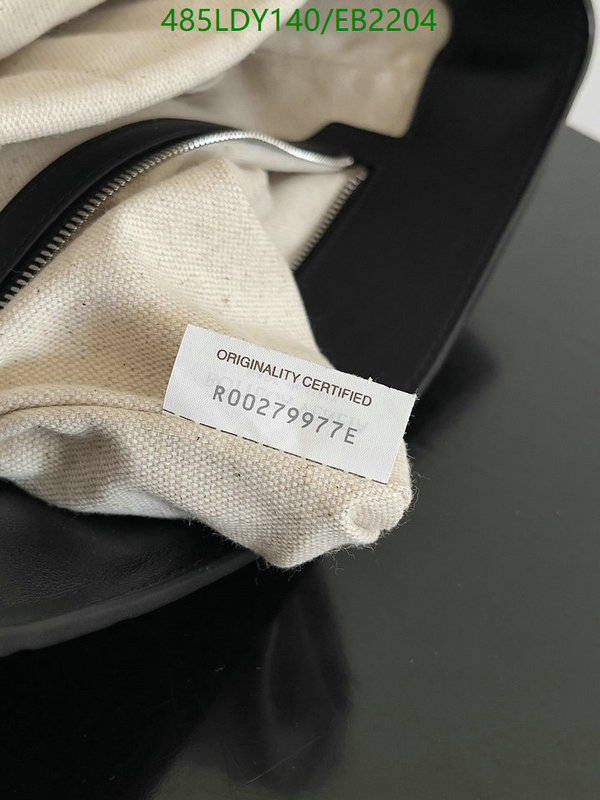 485LDY140/EB2204
ORIGINALITY CERTIFIED
R00279977E